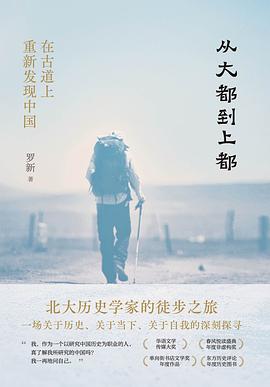 从大都到上都
在古道上
重新发现中国
罗新 著
北大历史学家的徒步之旅
一场关于历史、关于当下、关于自我的深刻探寻
“ 我，作为一个以研究中国历史为职业的人，
真了解我所研究的中国吗？
我一再地问自己。 ”
华语文学
传媒大奖
春风悦读盛典
年度非虚构奖
单向街书店文学奖
年度作品
东方历史评论
年度历史图书